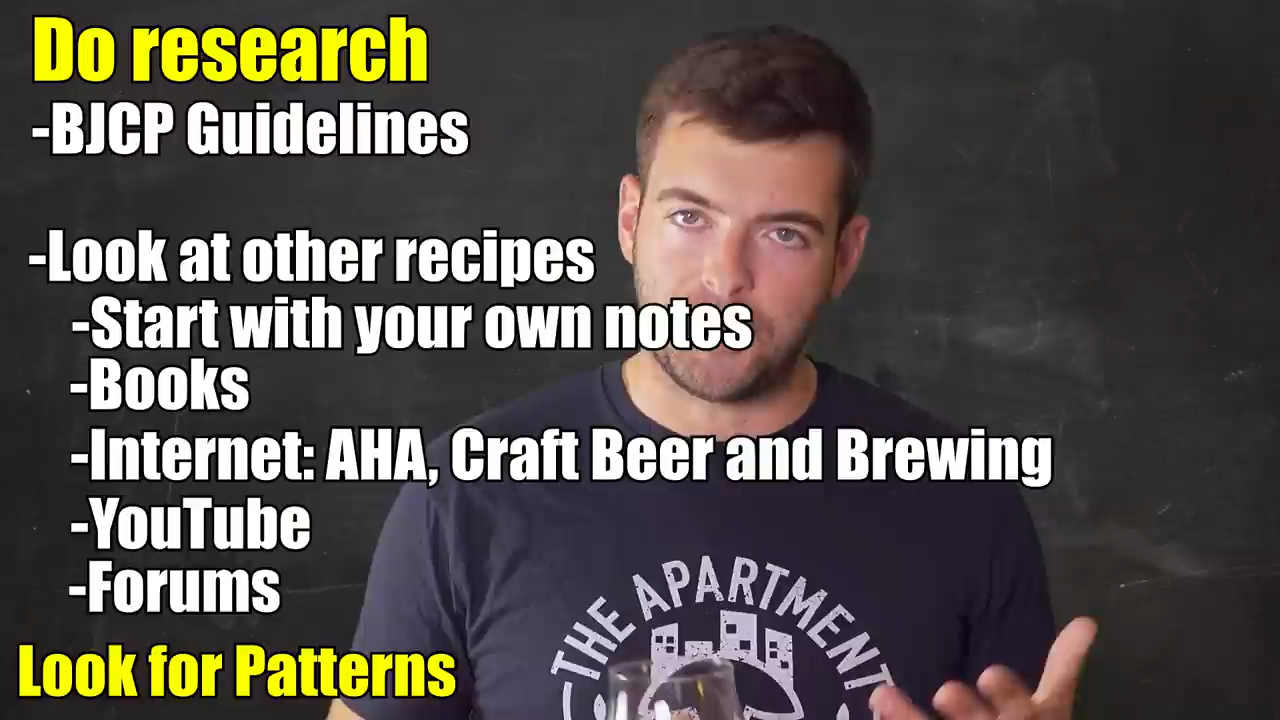 Do research
-BJCP Guidelines
-Look at other recipes
-Start with your own notes
-Books
-Internet: AHA, Craft Beer and Brewing
-YouTube
-Forums
Look for Patterns
THE APARTMENT